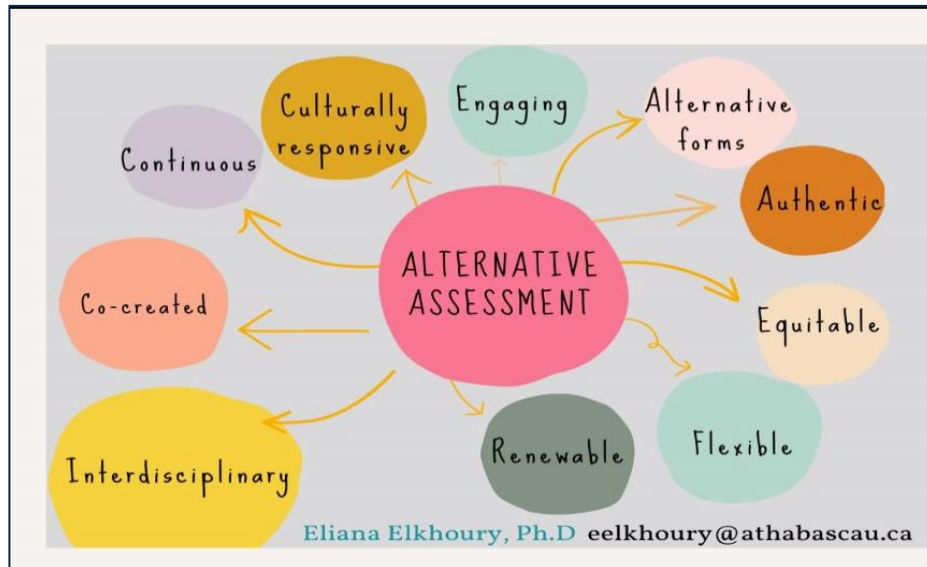 Culturally
responsive
Engaging
Alternative
forms
Continuous
Authentic
ALTERNATIVE
ASSESSMENT
Co-created
Equitable
Interdisciplinary
Renewable
Flexible
Eliana Elkhoury, Ph.D eelkhoury@athabascau.ca